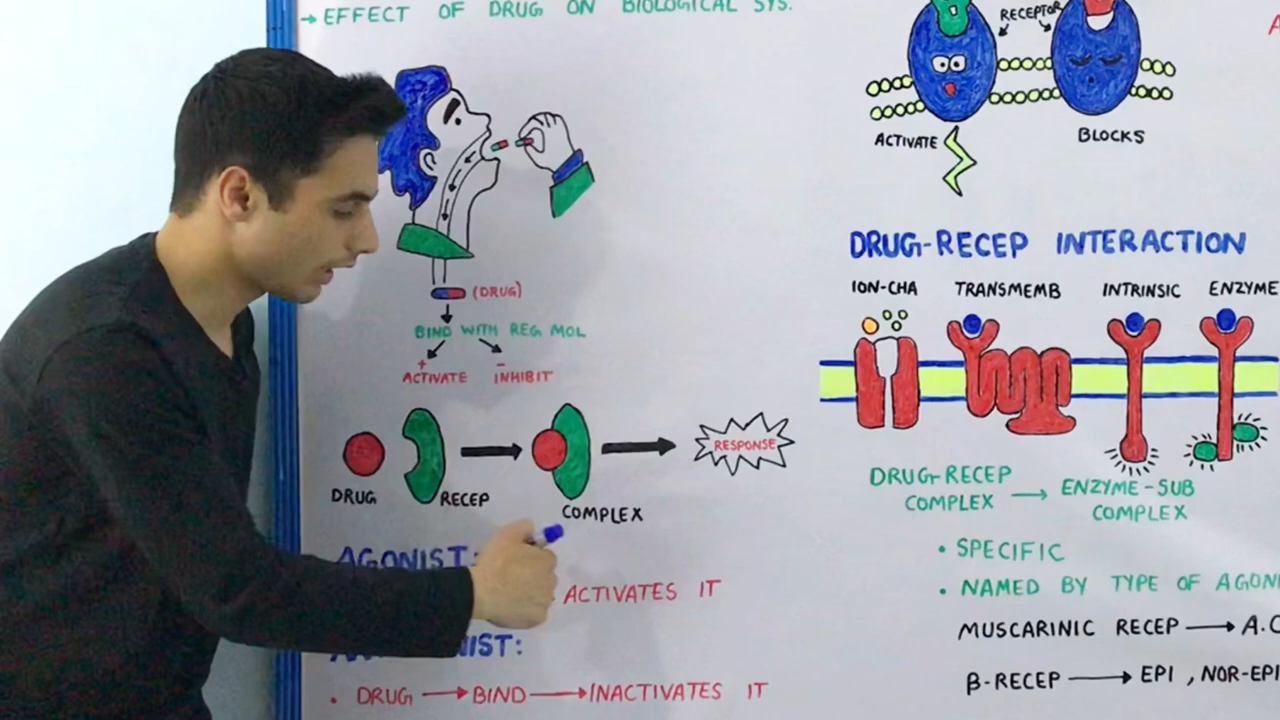 → EFFECT OF DRUG ON BIOLOGICAL SYS.
(DRUG)
BIND WITH REG MOL
+ -
ACTIVATE INHIBIT
RESPONSE
DRUG RECEP
COMPLEX
AGONIST:
ACTIVATES IT
NIST:
• DRUG → BIND → INACTIVATES IT
RECEPTOR
ACTIVATE BLOCKS
DRUG-RECEP INTERACTION
ION-CHA TRANSMEMB INTRINSIC ENZYME
DRUG-RECEP → ENZYME-SUB
COMPLEX COMPLEX
• SPECIFIC
• NAMED BY TYPE OF AGONI
MUSCARINIC RECEP → A.C
β-RECEP → EPI , NOR-EPI